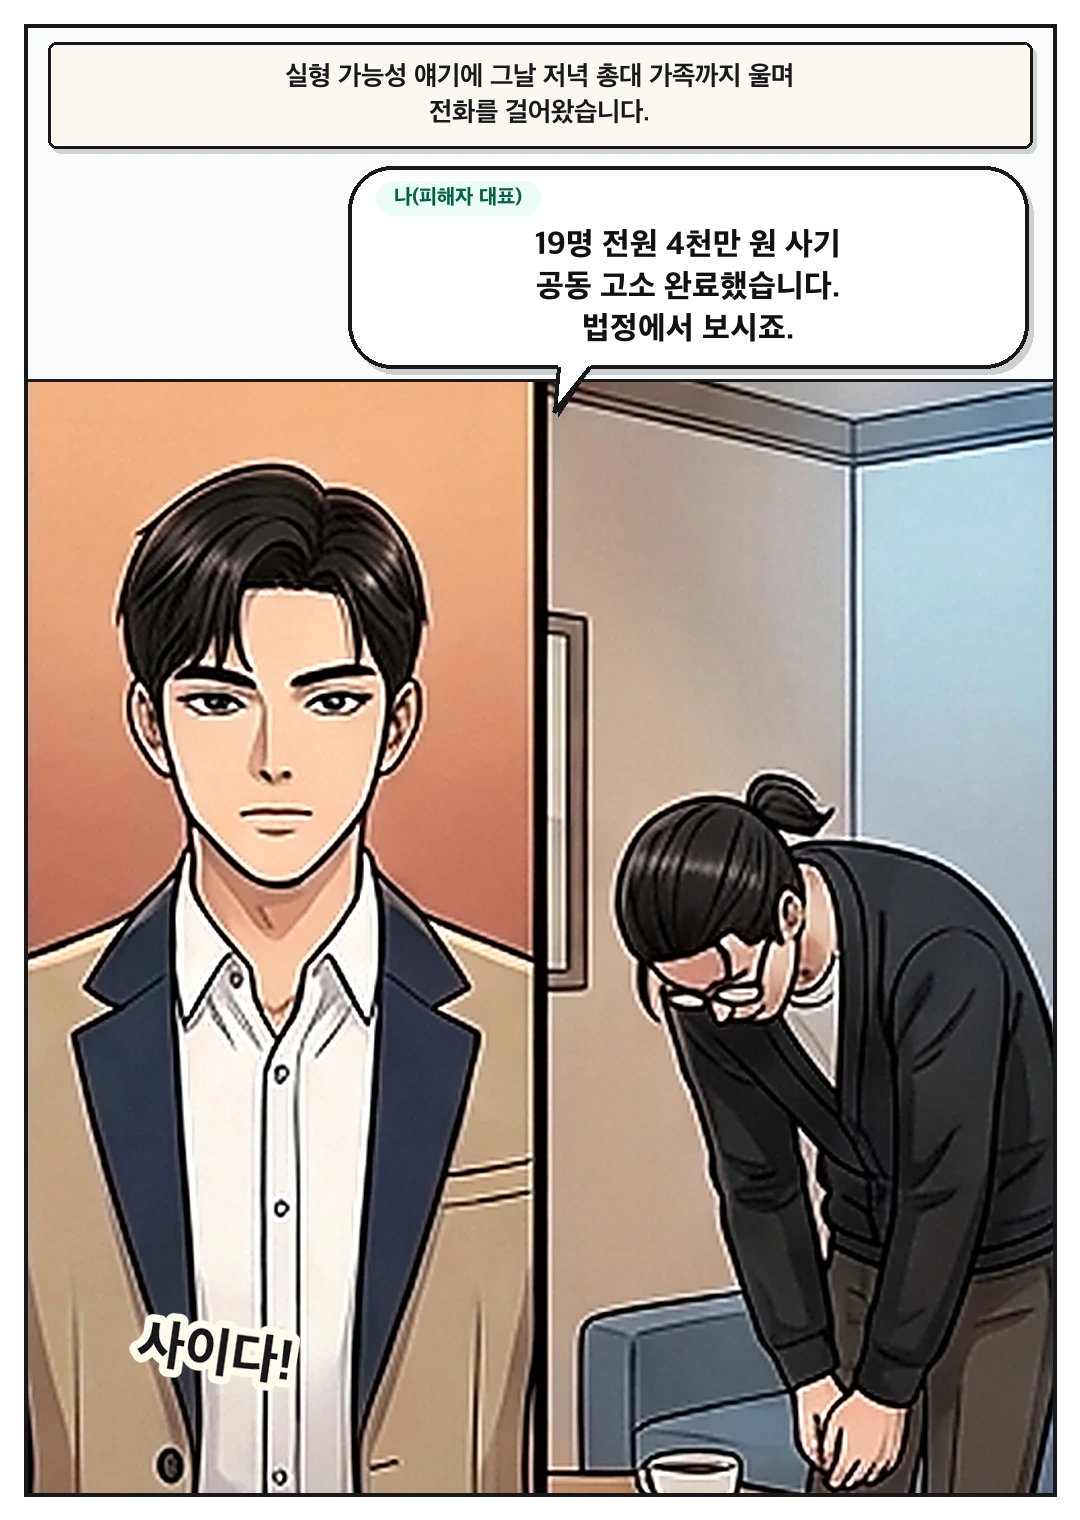 실형 가능성 얘기에 그날 저녁 총대 가족까지 울며
전화를 걸어왔습니다.
나(피해자 대표)
19명 전원 4천만 원 사기
공동 고소 완료했습니다.
법정에서 보시죠.
사이다!